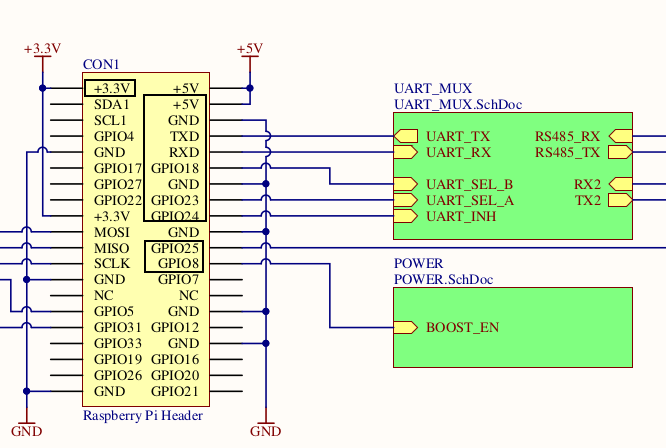 +3.3V +5V
CON1
+3.3V +5V UART_MUX
SDA1 +5V UART_MUX.SchDoc
SCL1 GND
GPIO4 TXD UART_TX RS485_RX
GND RXD UART_RX RS485_TX
GPIO17 GPIO18
GPIO27 GND UART_SEL_B RX2
GPIO22 GPIO23 UART_SEL_A TX2
+3.3V GPIO24 UART_INH
MOSI GND
MISO GPIO25
SCLK GPIO8 POWER
GND GPIO7 POWER.SchDoc
NC NC
GPIO5 GND
GPIO31 GPIO12 BOOST_EN
GPIO33 GND
GPIO19 GPIO16
GPIO26 GPIO20
GND GPIO21
Raspberry Pi Header
GND GND